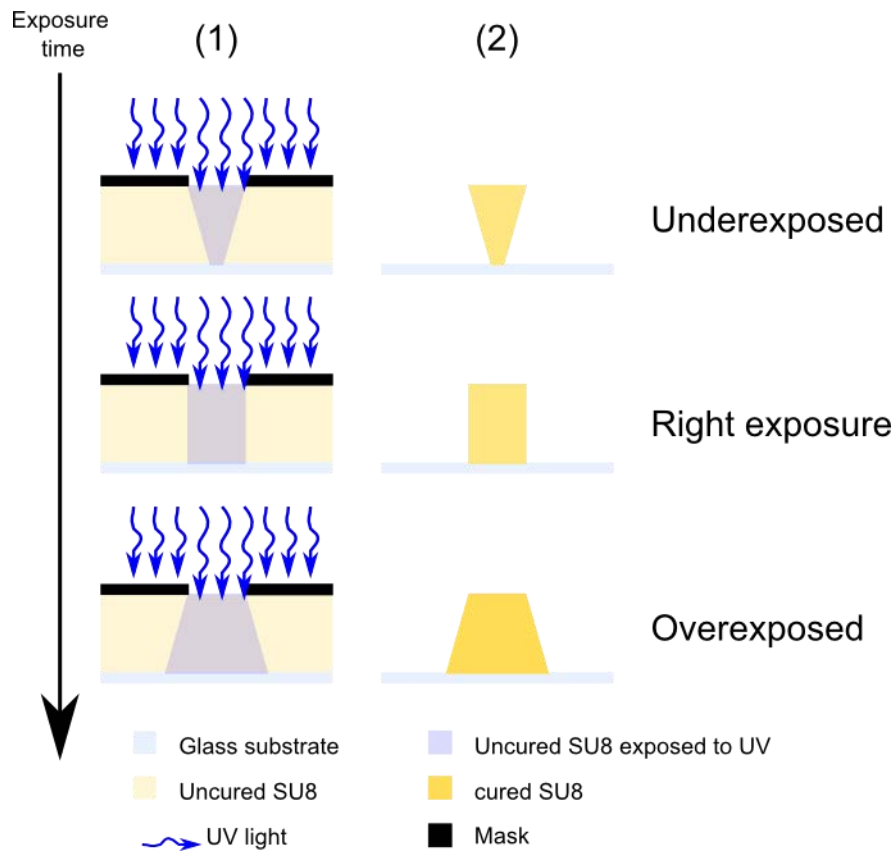 Exposure
time
(1)
(2)
Underexposed
Right exposure
Overexposed
Glass substrate
Uncured SU8 exposed to UV
Uncured SU8
cured SU8
UV light
Mask